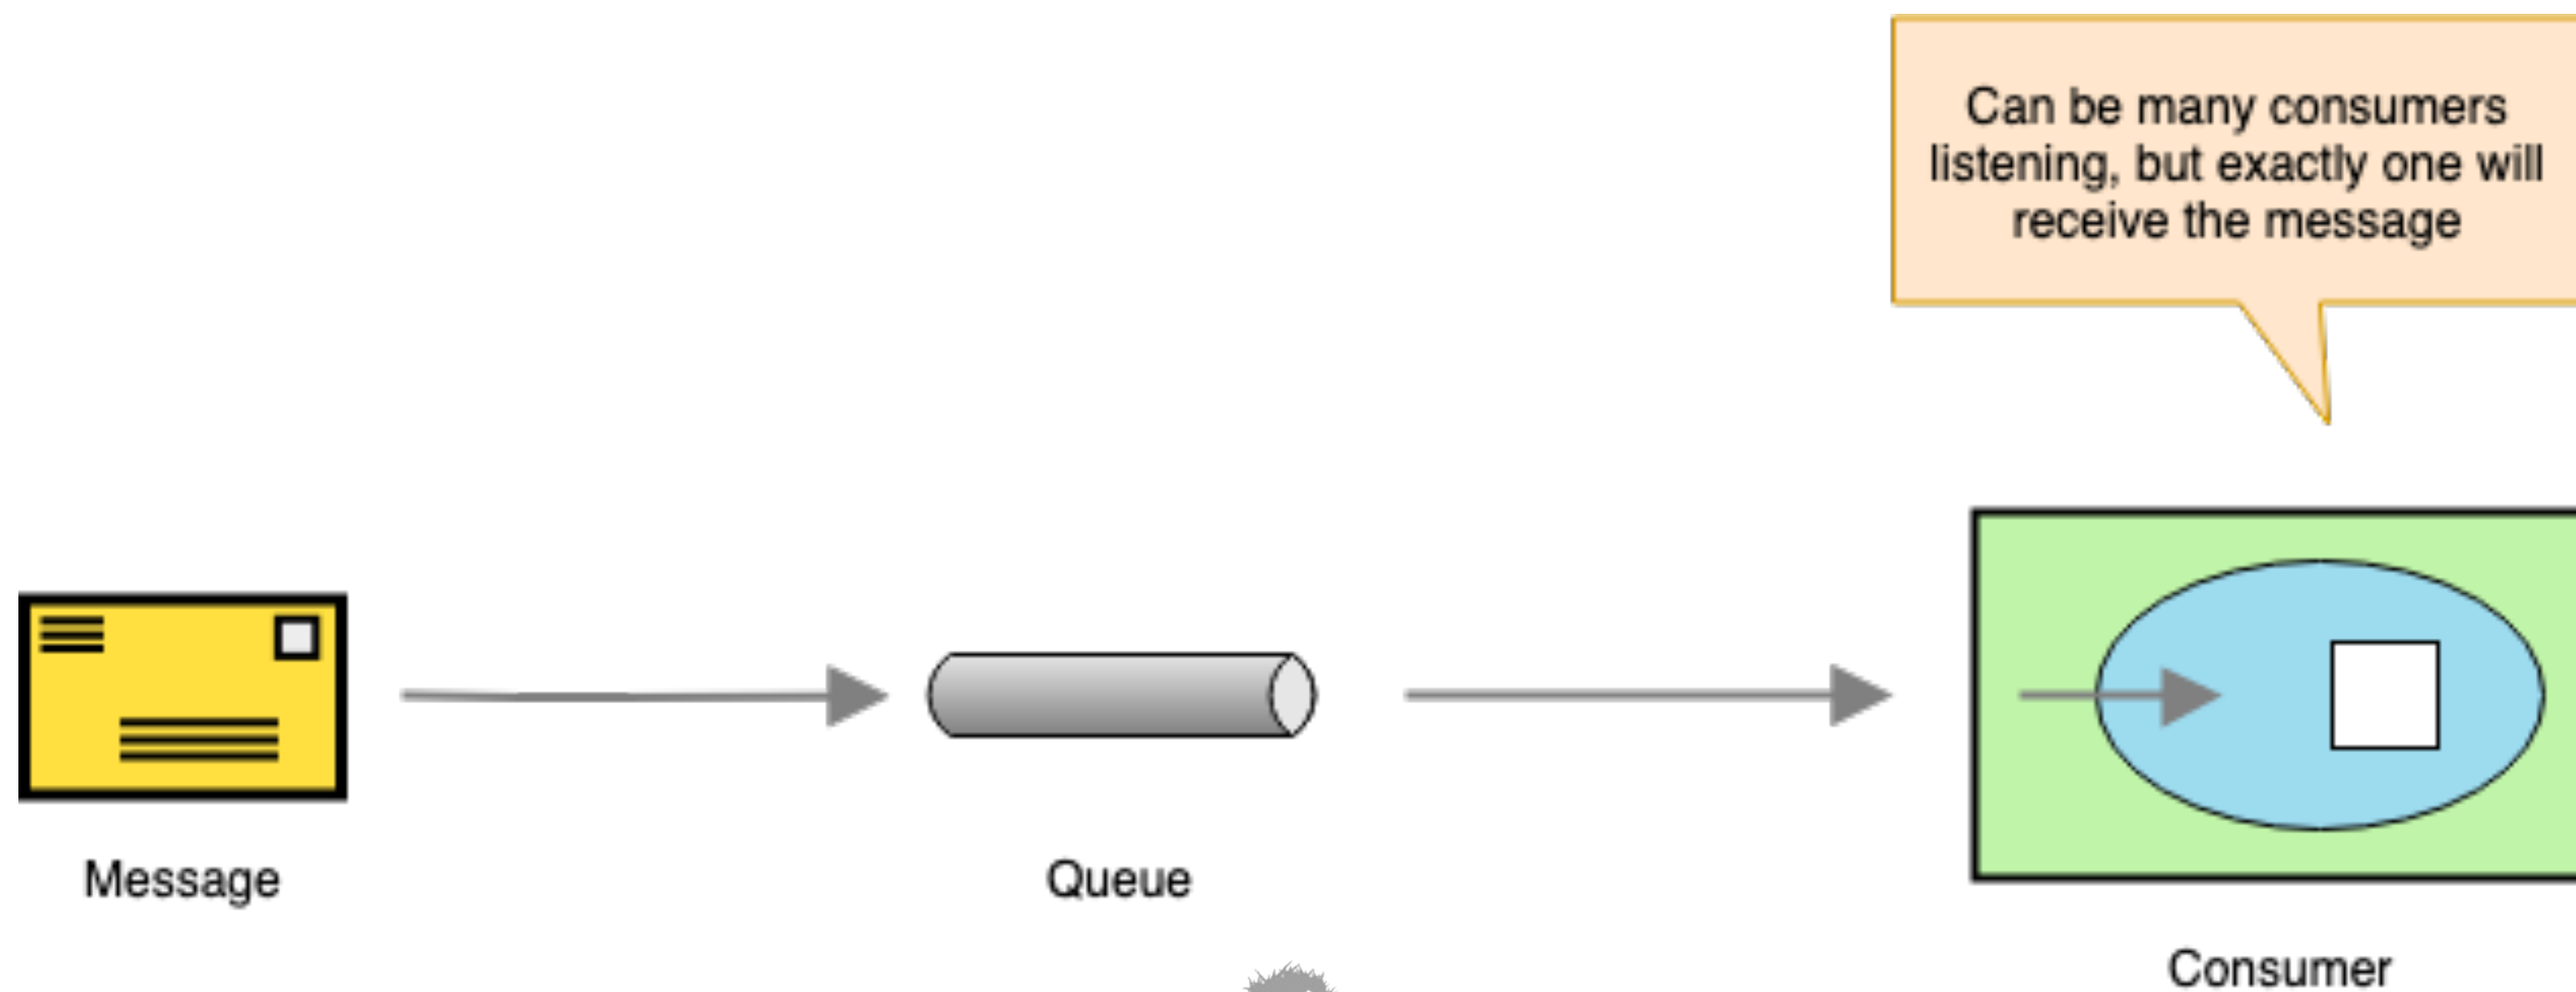 Can be many consumers
listening, but exactly one will
receive the message
Message
Queue
Consumer